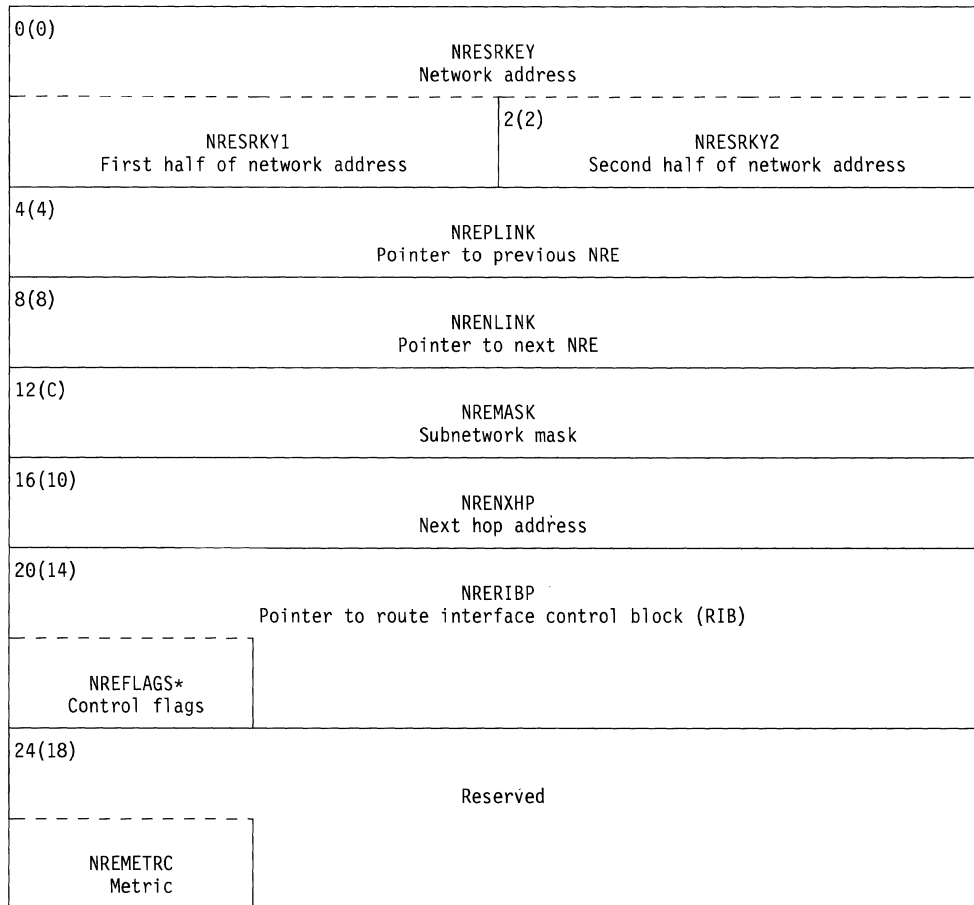 0(0)
NRESRKEY
Network address
2(2)
NRESRKY1
First half of network address
NRESRKY2
Second half of network address
4(4)
NREPLINK
Pointer to previous NRE
8(8)
NRENLINK
Pointer to next NRE
12(C)
NREMASK
Subnetwork mask
16(10)
NRENXHP
Next hop address
20(14)
NRERIBP
Pointer to route interface control block (RIB)
NREFLAGS*
Control flags
24(18)
Reserved
NREMETRC
Metric